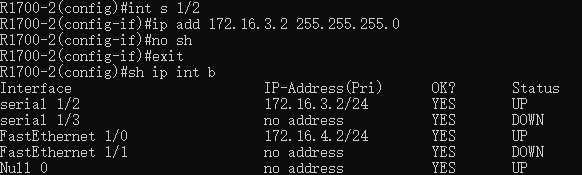 R1700-2(config)#int s 1/2
R1700-2(config-if)#ip add 172.16.3.2 255.255.255.0
R1700-2(config-if)#no sh
R1700-2(config-if)#exit
R1700-2(config)#sh ip int b
Interface IP-Address(Pri) OK? Status
serial 1/2 172.16.3.2/24 YES UP
serial 1/3 no address YES DOWN
FastEthernet 1/0 172.16.4.2/24 YES UP
FastEthernet 1/1 no address YES DOWN
Null 0 no address YES UP